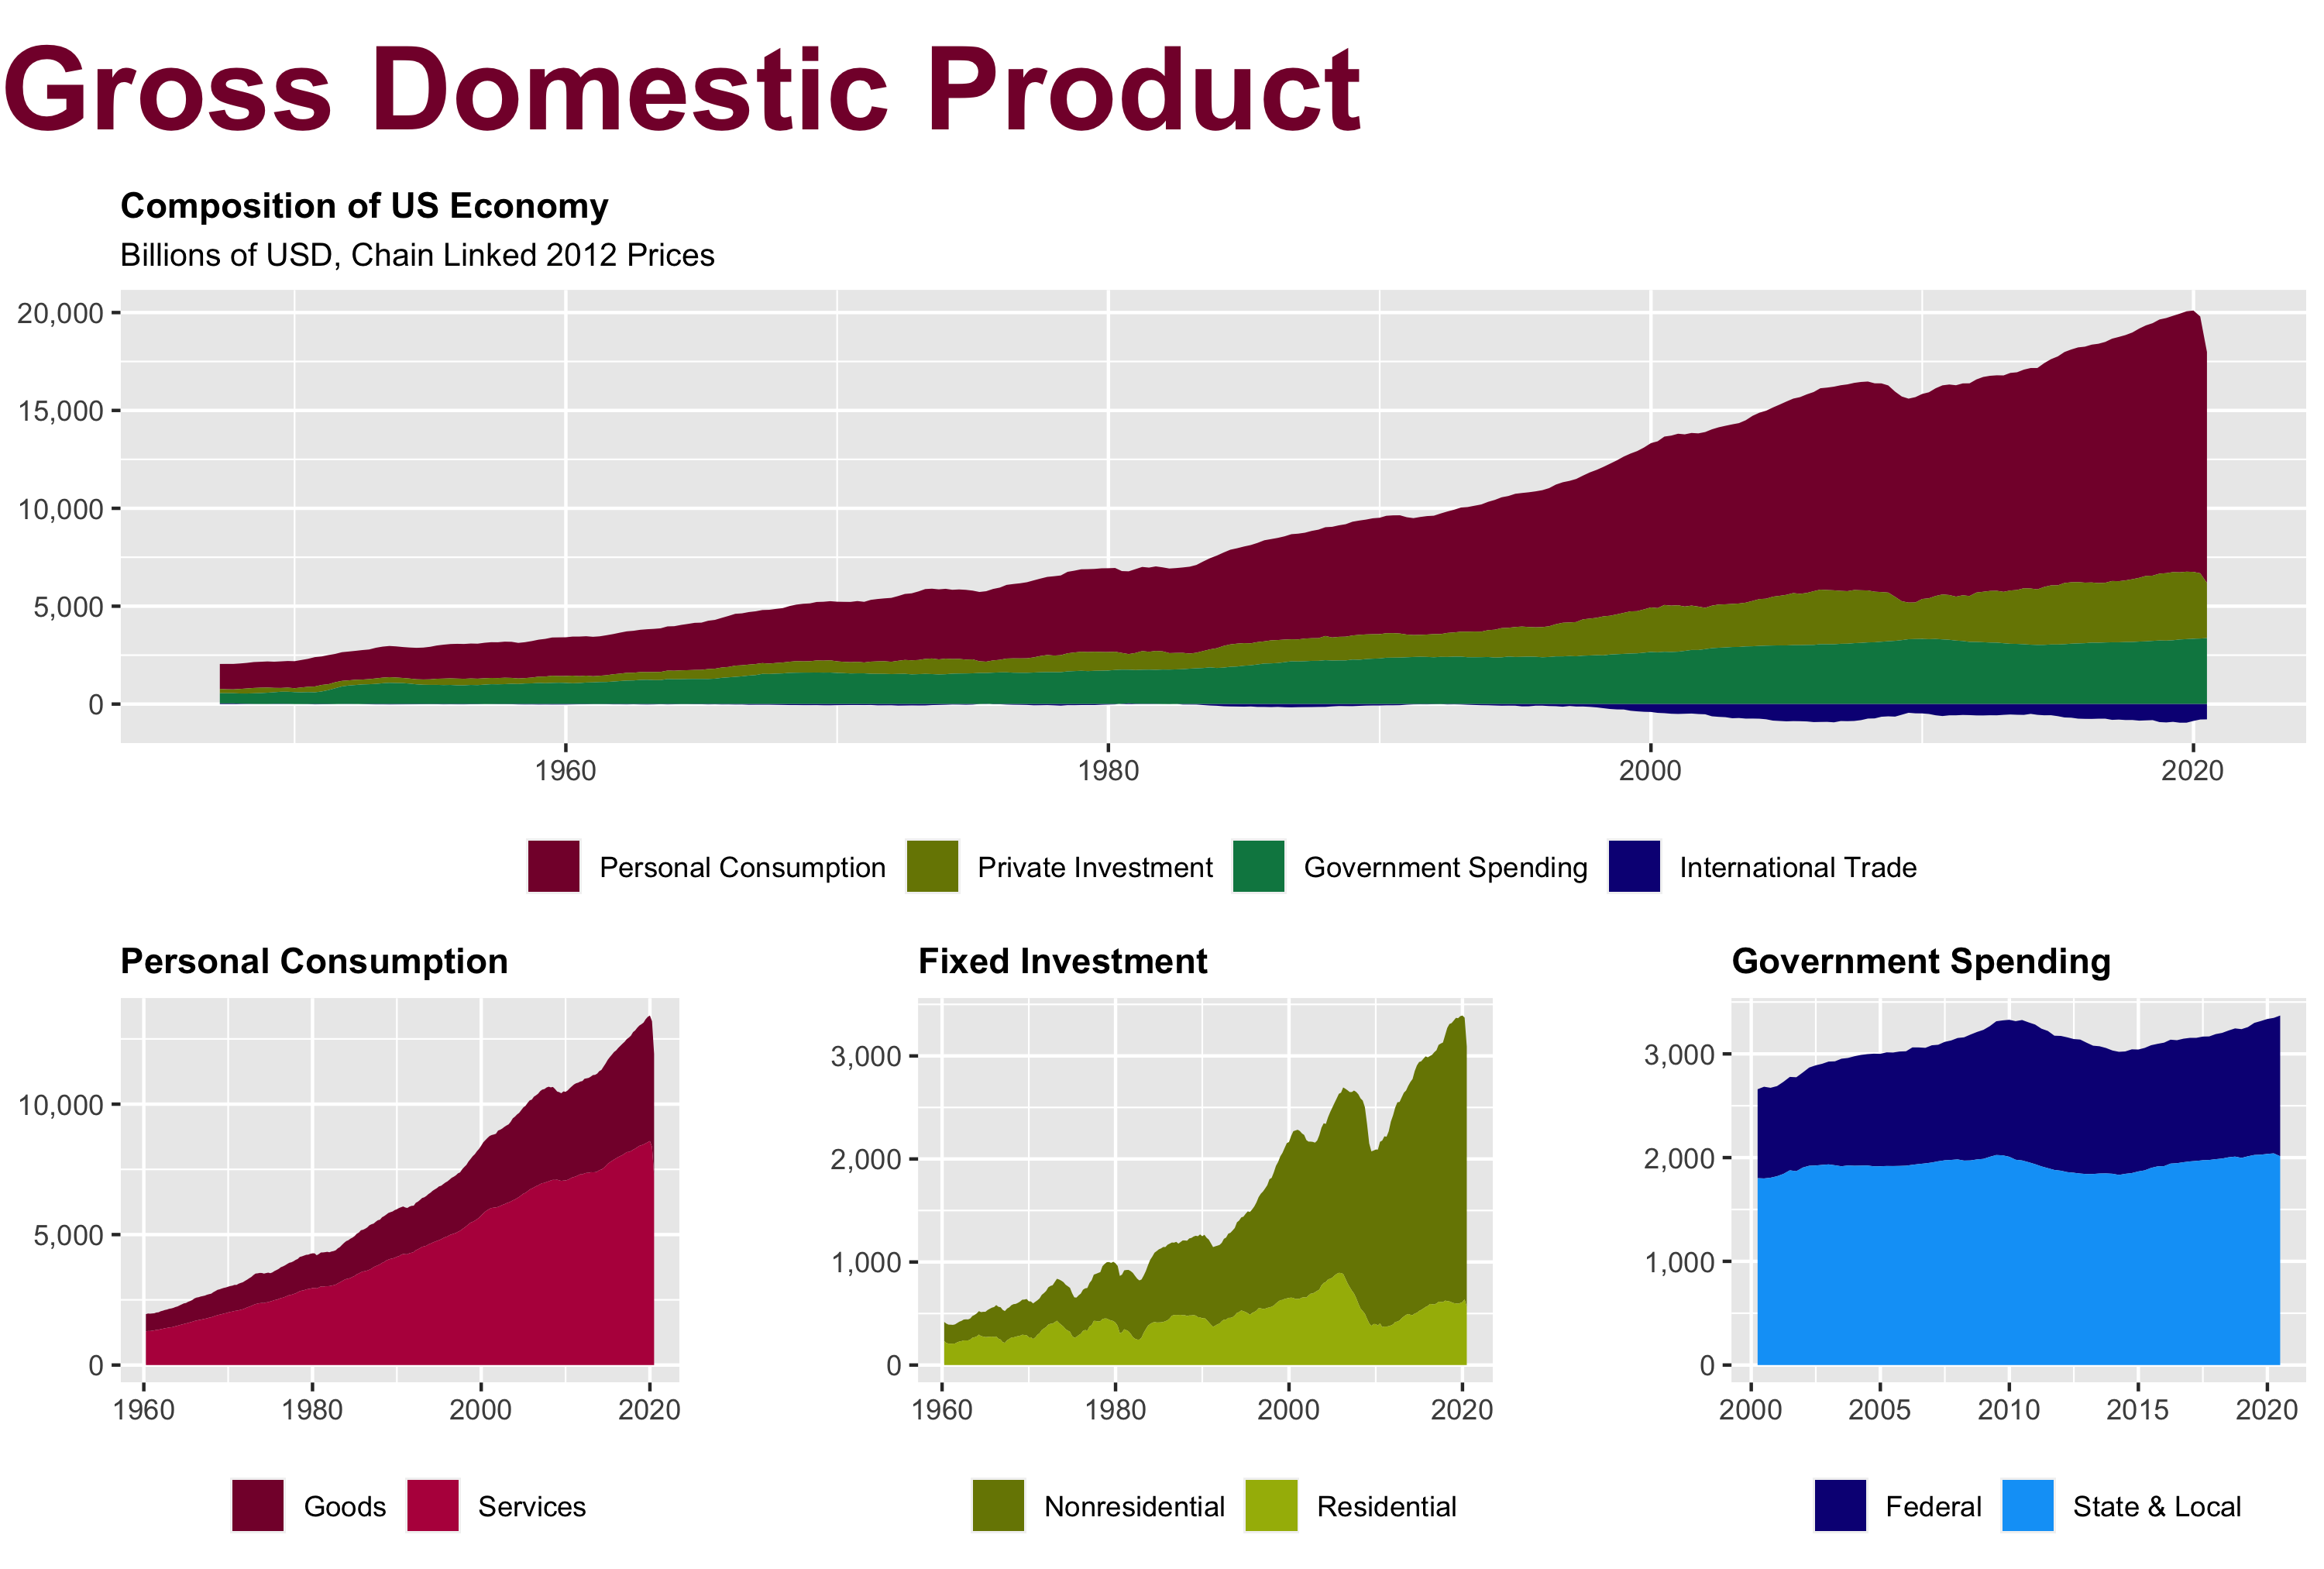 Gross Domestic Product
Composition of US Economy
Billions of USD, Chain Linked 2012 Prices
20,000
15,000
10,000
5,000
0
1960 1980 2000 2020
Personal Consumption Private Investment Government Spending International Trade
Personal Consumption
10,000
5,000
0
1960 1980 2000 2020
Goods Services
Fixed Investment
3,000
2,000
1,000
0
1960 1980 2000 2020
Nonresidential Residential
Government Spending
3,000
2,000
1,000
0
2000 2005 2010 2015 2020
Federal State & Local